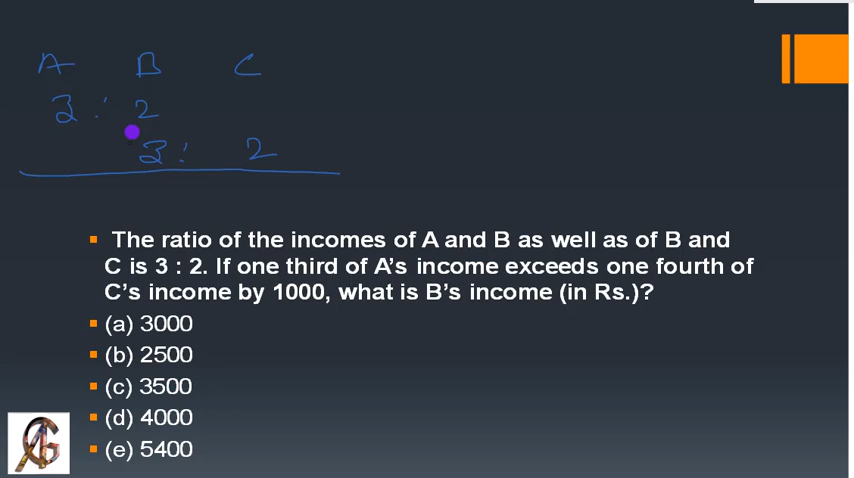 A B C
3 : 2
3 : 2
The ratio of the incomes of A and B as well as of B and
C is 3 : 2. If one third of A’s income exceeds one fourth of
C’s income by 1000, what is B’s income (in Rs.)?
(a) 3000
(b) 2500
(c) 3500
(d) 4000
(e) 5400